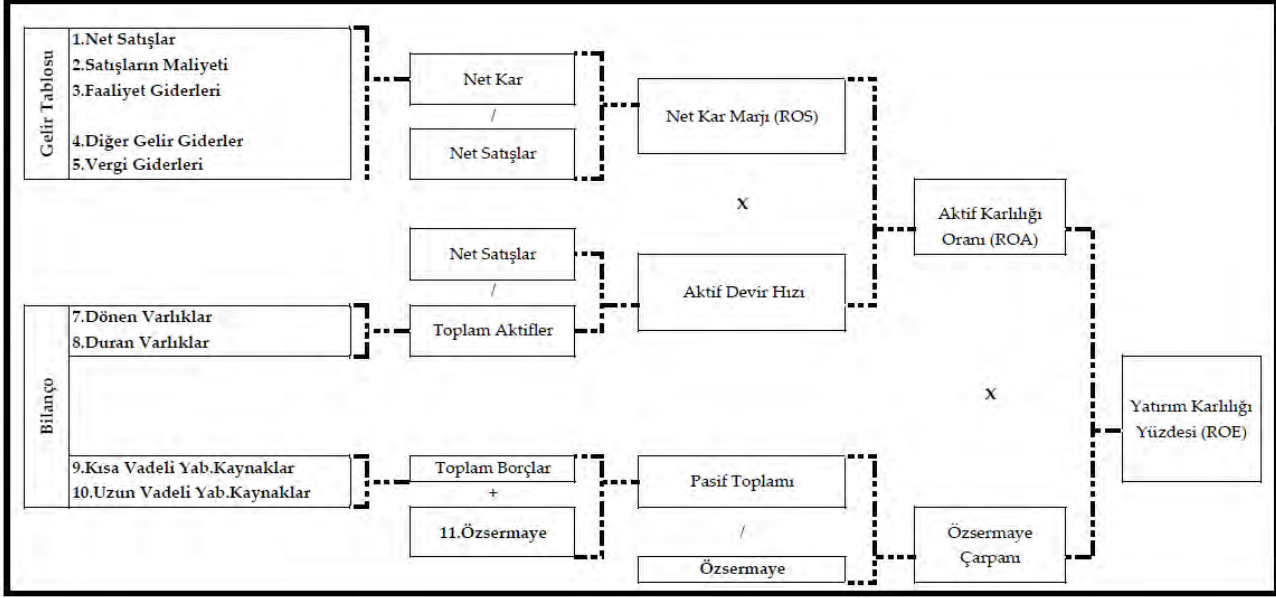 Gelir Tablosu
1.Net Satışlar
2.Satışların Maliyeti
3.Faaliyet Giderleri
4.Diğer Gelir Giderler
5.Vergi Giderleri
Net Kar
/
Net Satışlar
Net Kar Marjı (ROS)
X
Net Satışlar
/
Toplam Aktifler
Aktif Devir Hızı
Aktif Karlılığı
Oranı (ROA)
Bilanço
7.Dönen Varlıklar
8.Duran Varlıklar
9.Kısa Vadeli Yab.Kaynaklar
10.Uzun Vadeli Yab.Kaynaklar
Toplam Borçlar
+
11.Özsermaye
Pasif Toplamı
/
Özsermaye
X
Özsermaye
Çarpanı
Yatırım Karlılığı
Yüzdesi (ROE)